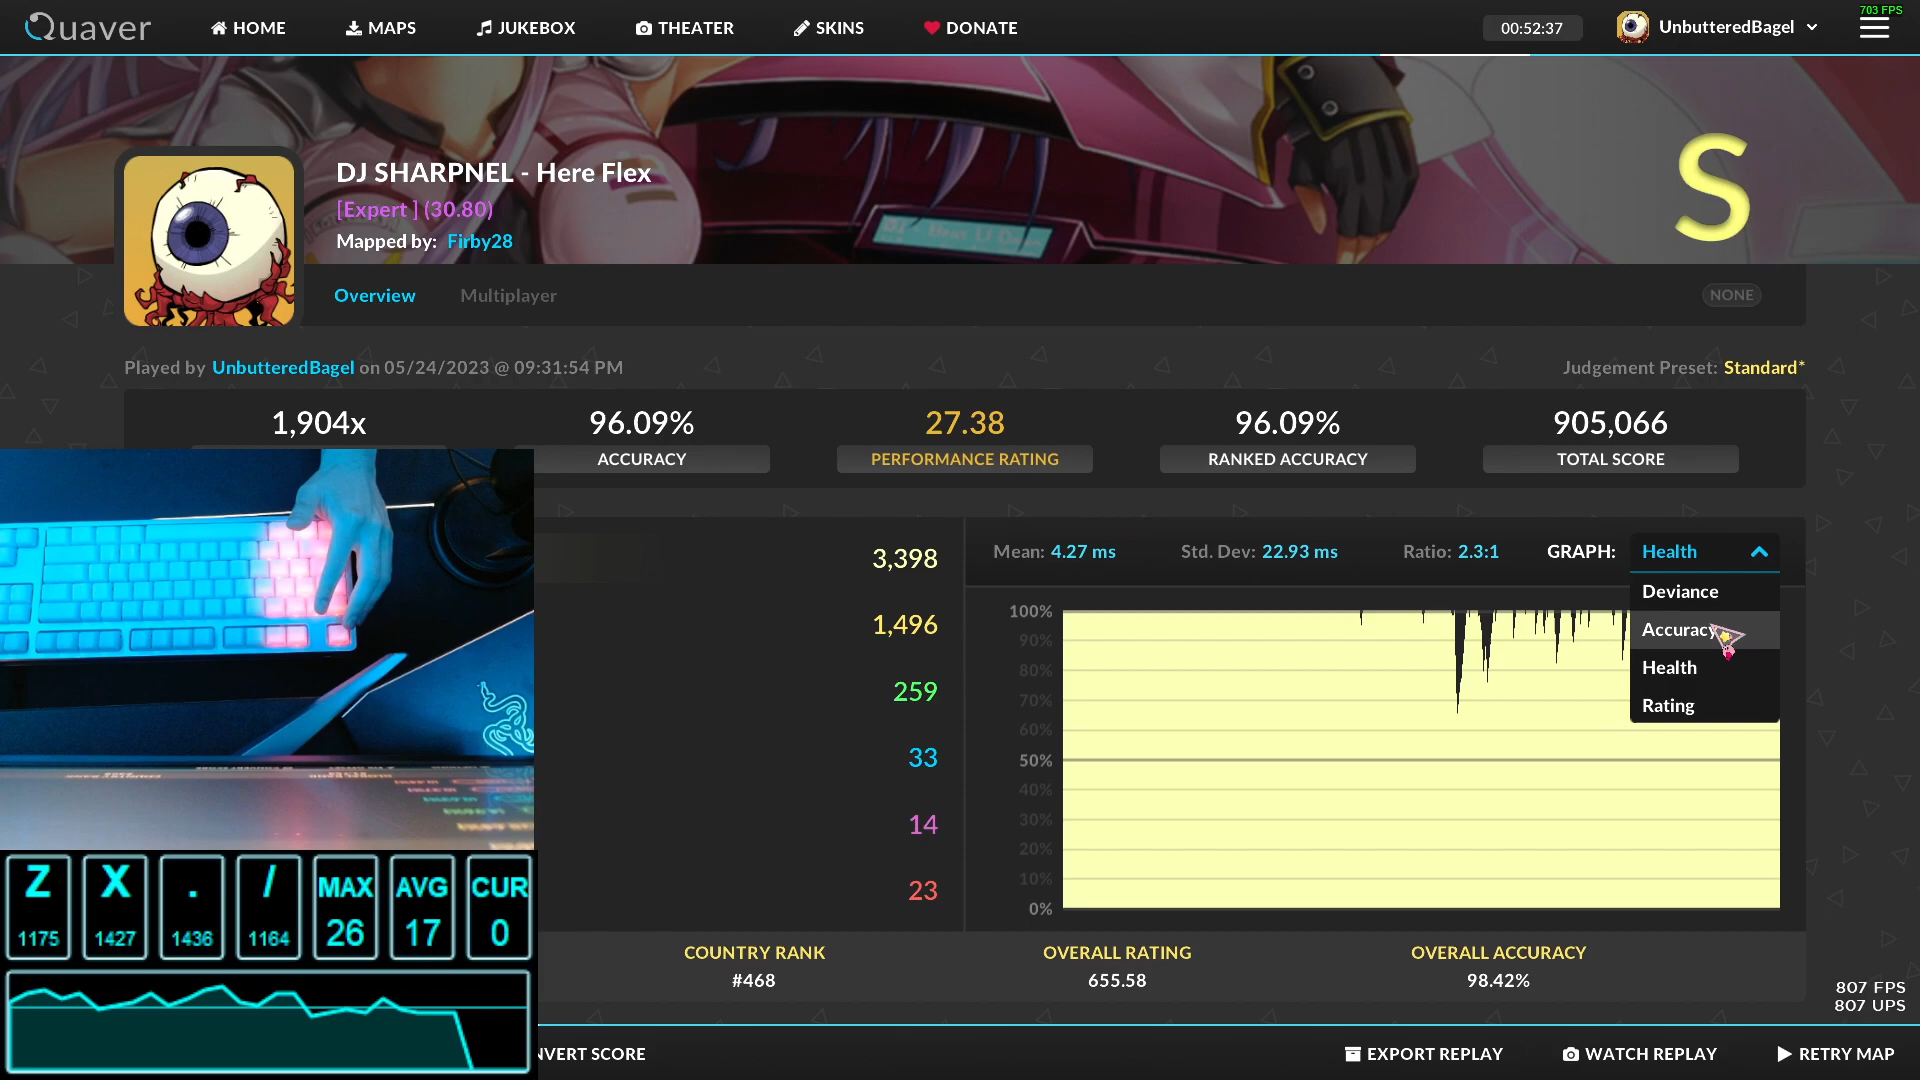 703 FPS
Quaver
HOME
MAPS
JUKEBOX
THEATER
SKINS
DONATE
00:52:37
UnbutteredBagel
DJ SHARPNEL - Here Flex
[Expert ] (30.80)
Mapped by: Firby28
S
Overview
Multiplayer
NONE
Played by UnbutteredBagel on 05/24/2023 @ 09:31:54 PM
Judgement Preset: Standard*
1,904x
96.09%
ACCURACY
27.38
PERFORMANCE RATING
96.09%
RANKED ACCURACY
905,066
TOTAL SCORE
3,398
1,496
259
33
14
23
Mean: 4.27 ms
Std. Dev: 22.93 ms
Ratio: 2.3:1
GRAPH:
Health
Deviance
Accuracy
Health
Rating
100%
90%
80%
70%
60%
50%
40%
30%
20%
10%
0%
Z
1175
X
1427
.
1436
/
1164
MAX
26
AVG
17
CUR
0
COUNTRY RANK
#468
OVERALL RATING
655.58
OVERALL ACCURACY
98.42%
807 FPS
807 UPS
NVERT SCORE
EXPORT REPLAY
WATCH REPLAY
RETRY MAP